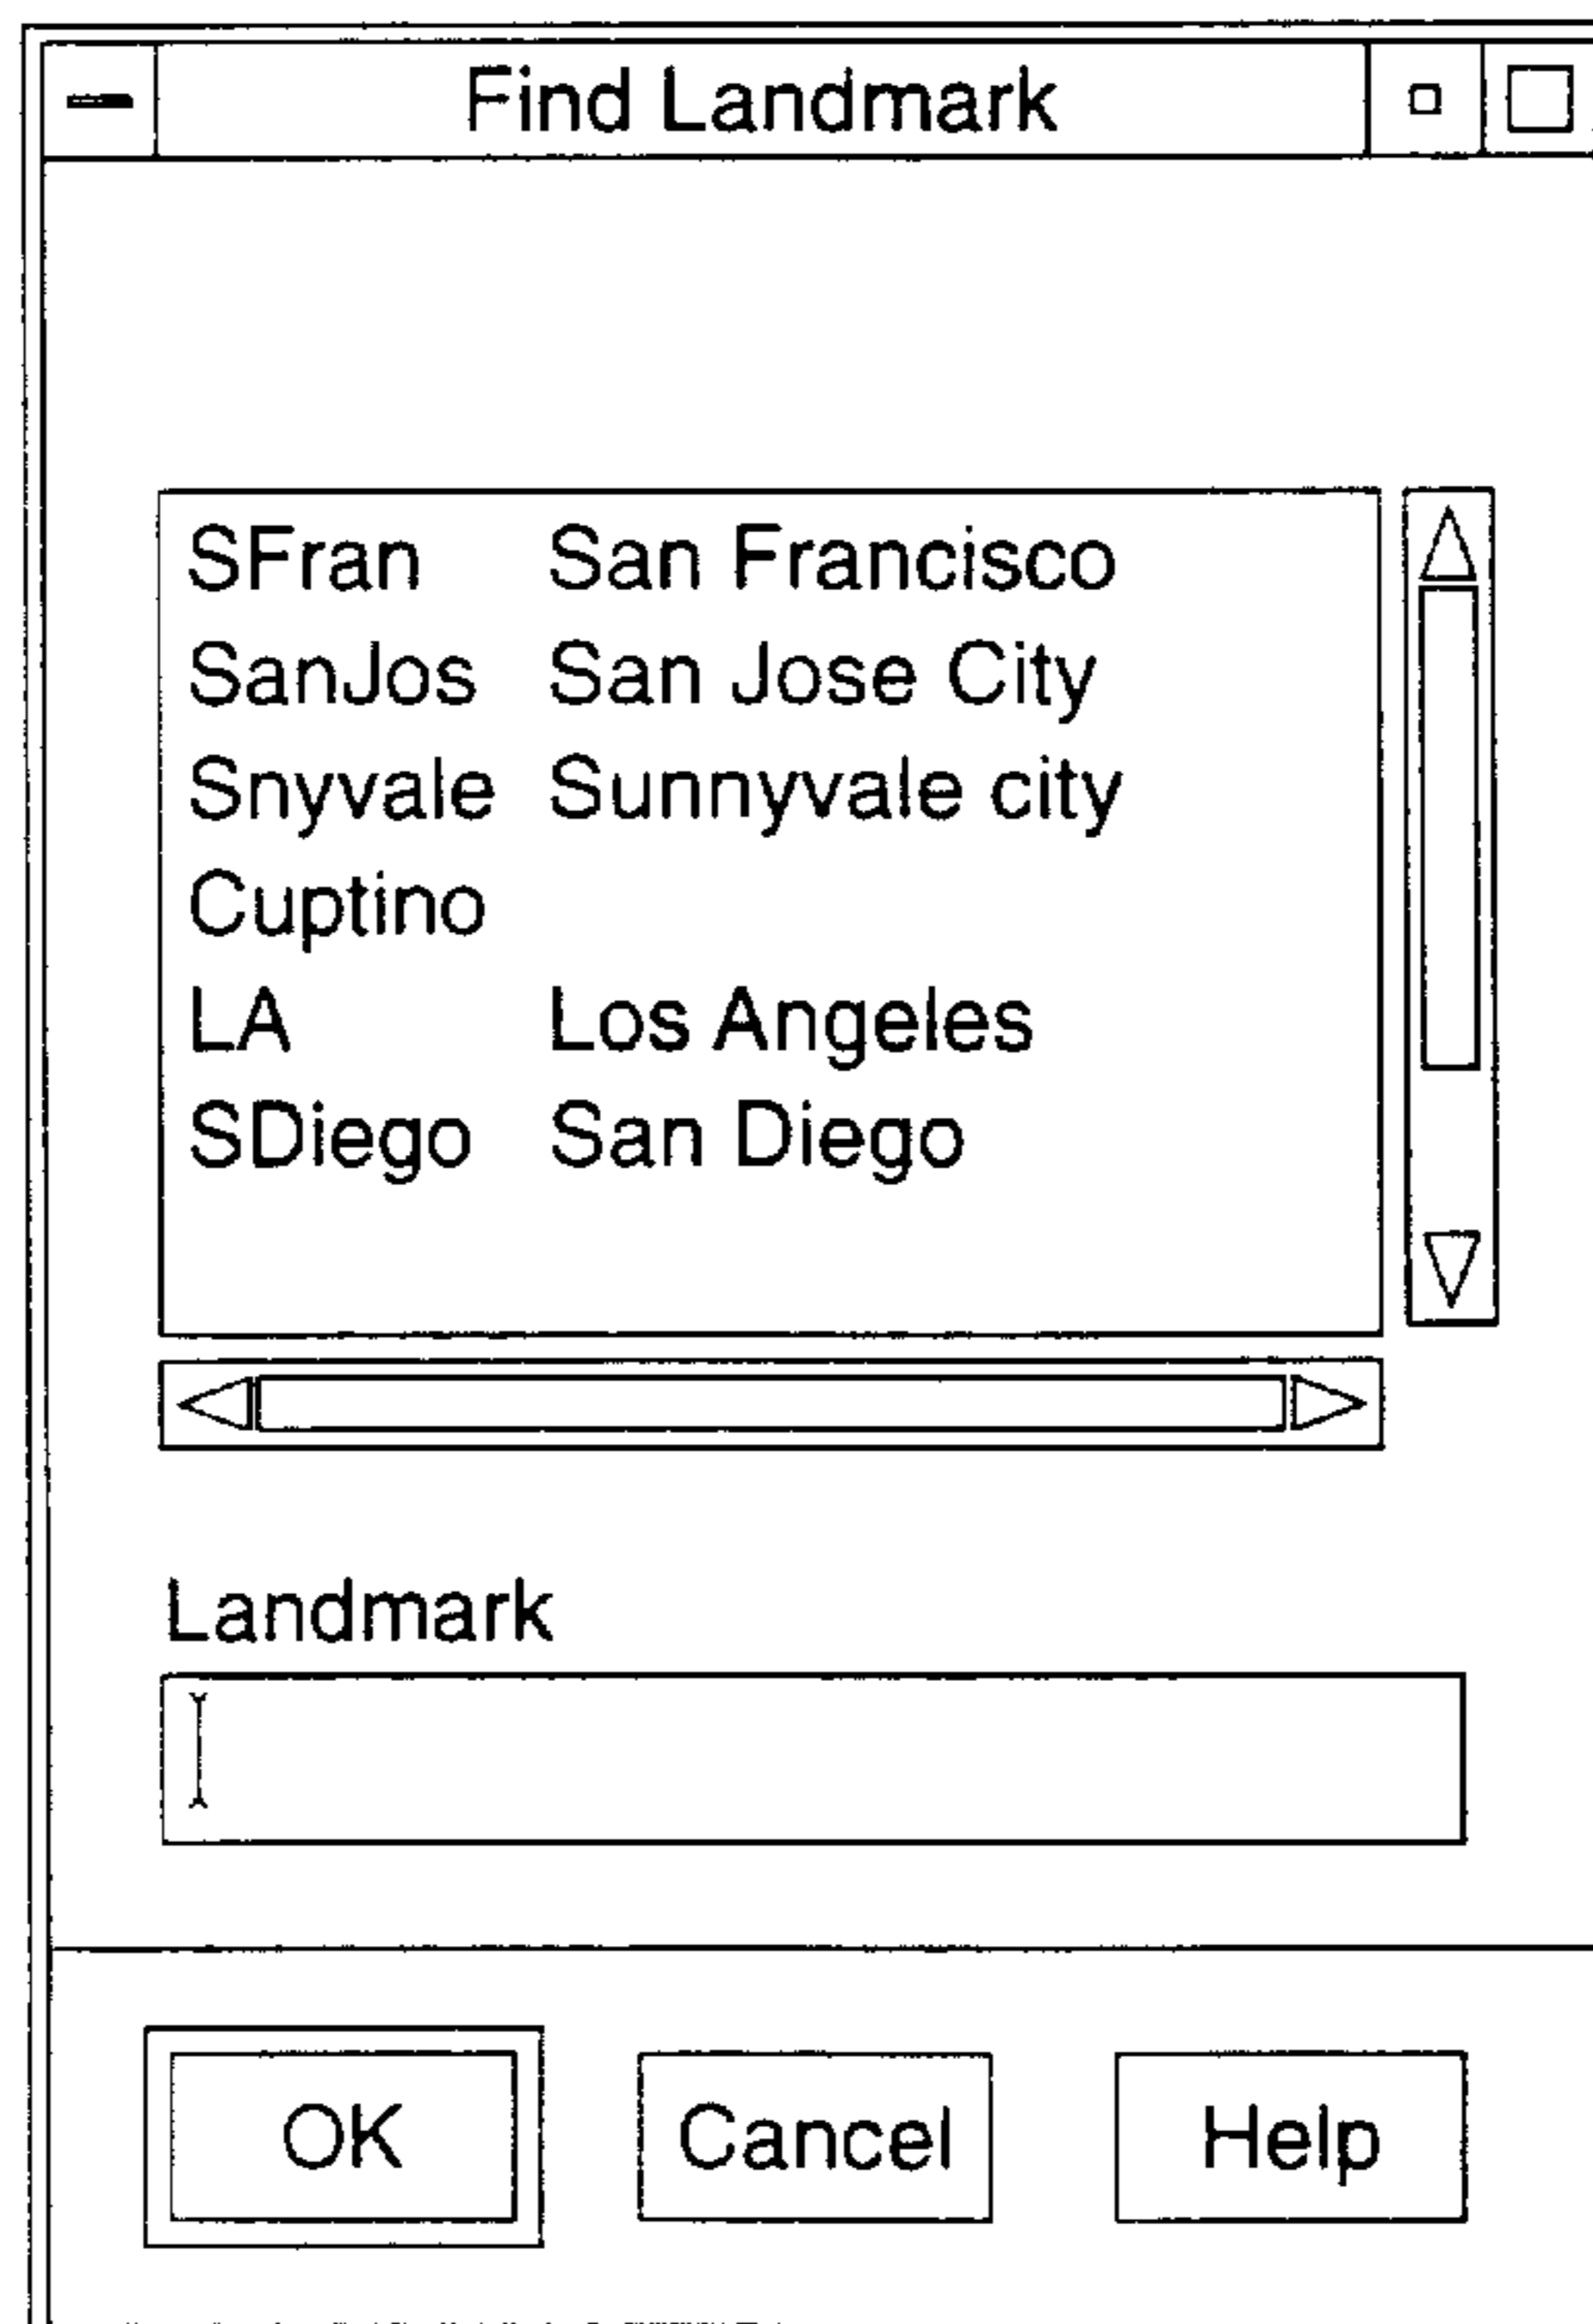 Find Landmark
SFran San Francisco
SanJos San Jose City
Snyvale Sunnyvale city
Cuptino
LA Los Angeles
SDiego San Diego
Landmark
OK Cancel Help